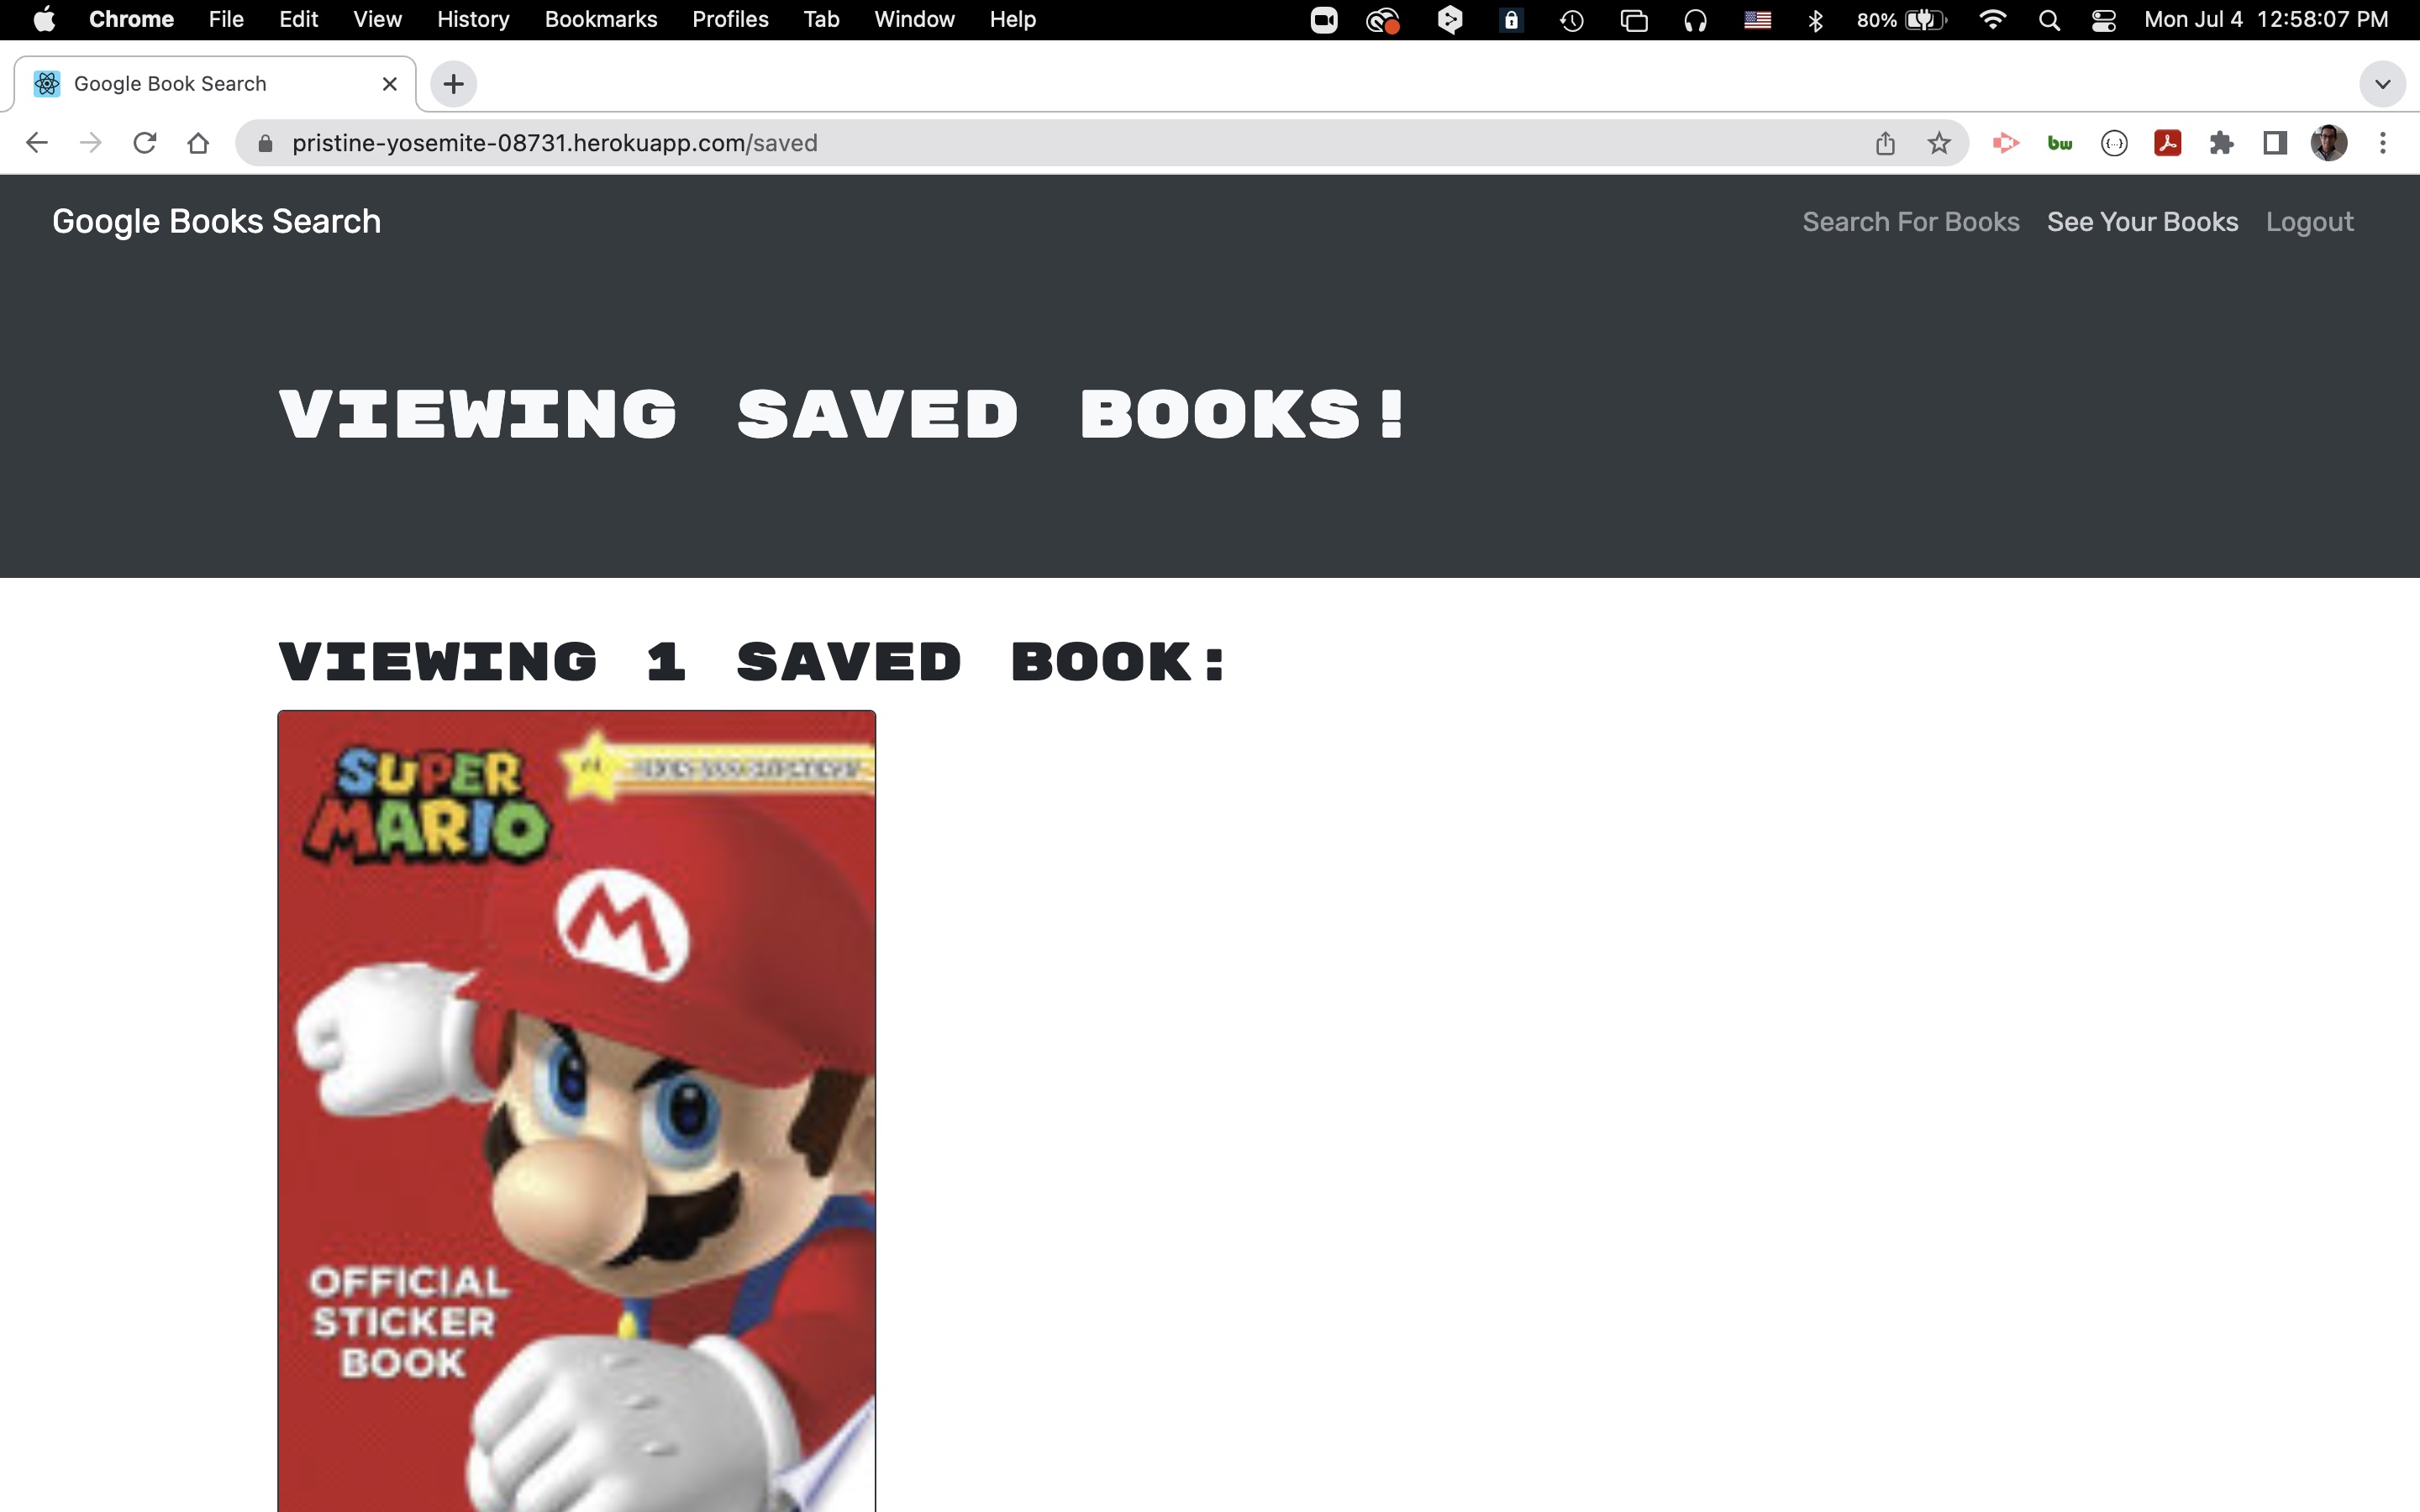 Chrome File Edit View History Bookmarks Profiles Tab Window Help 80% Mon Jul 4 12:58:07 PM
Google Book Search
pristine-yosemite-08731.herokuapp.com/saved
bw
Google Books Search Search For Books See Your Books Logout
VIEWING SAVED BOOKS!
VIEWING 1 SAVED BOOK:
SUPER
MARIO
M
OFFICIAL
STICKER
BOOK